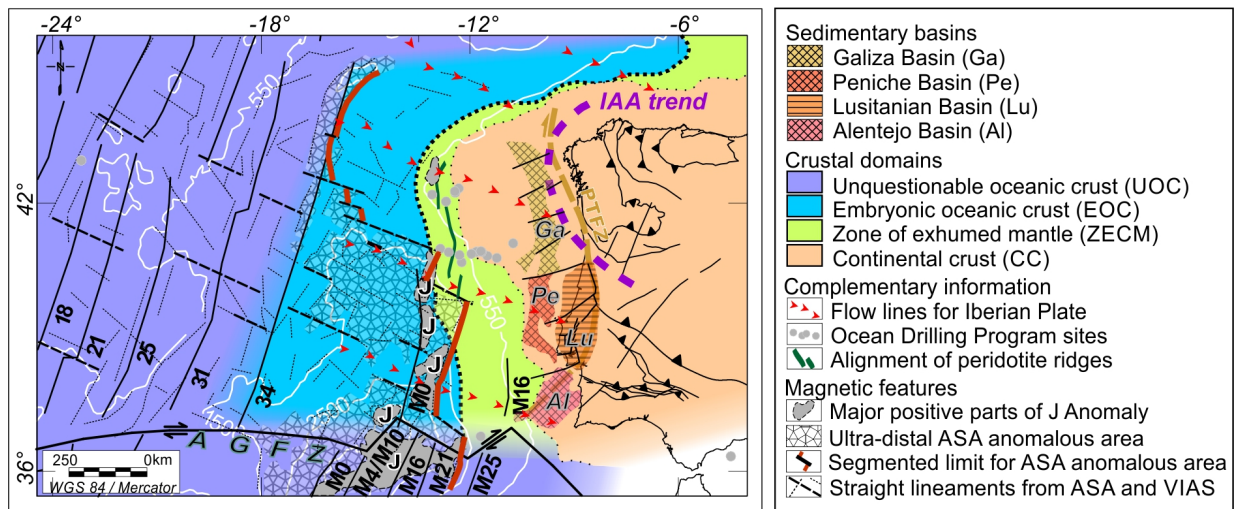 -24° -18° -12° -6°
N
550
IAA trend
42°
PTFZ
Ga
Pe
550
J
J
Lu
J
18
21
25
31
34
M0
M16
Al
J
A G F Z
36°
250 0km
WGS 84 / Mercator
M0
M4/M10
J
M16
M2.1
M25
Sedimentary basins
Galiza Basin (Ga)
Peniche Basin (Pe)
Lusitanian Basin (Lu)
Alentejo Basin (Al)
Crustal domains
Unquestionable oceanic crust (UOC)
Embryonic oceanic crust (EOC)
Zone of exhumed mantle (ZECM)
Continental crust (CC)
Complementary information
Flow lines for Iberian Plate
Ocean Drilling Program sites
Alignment of peridotite ridges
Magnetic features
Major positive parts of J Anomaly
Ultra-distal ASA anomalous area
Segmented limit for ASA anomalous area
Straight lineaments from ASA and VIAS